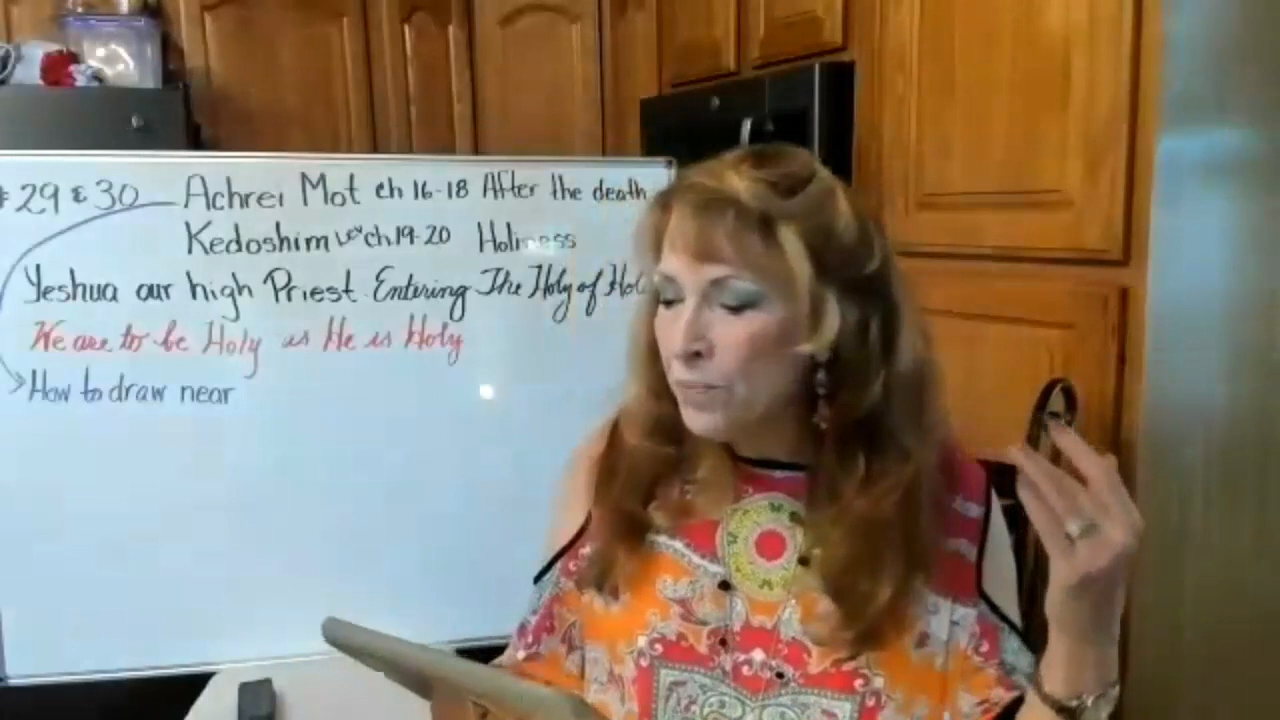 #29 & 30 Achrei Mot ch 16-18 After the death
Kedoshim Lev ch.19-20 Holiness
Yeshua our high Priest. Entering The Holy of Hol
We are to be Holy as He is Holy
How to draw near